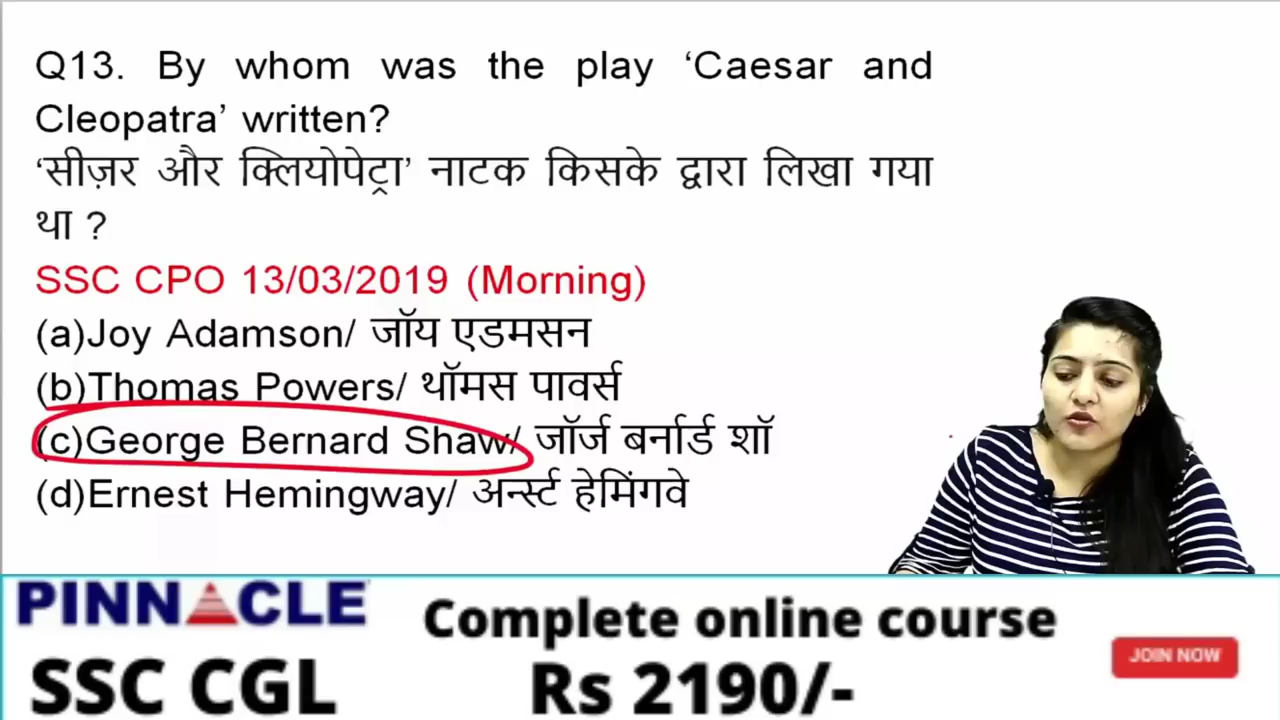 Q13. By whom was the play ‘Caesar and
Cleopatra’ written?
‘सीज़र और क्लियोपेट्रा’ नाटक किसके द्वारा लिखा गया
था ?
SSC CPO 13/03/2019 (Morning)
(a)Joy Adamson/ जॉय एडमसन
(b)Thomas Powers/ थॉमस पावर्स
(c)George Bernard Shaw/ जॉर्ज बर्नार्ड शॉ
(d)Ernest Hemingway/ अर्न्स्ट हेमिंगवे
PINNACLE
Complete online course
SSC CGL
Rs 2190/-
JOIN NOW